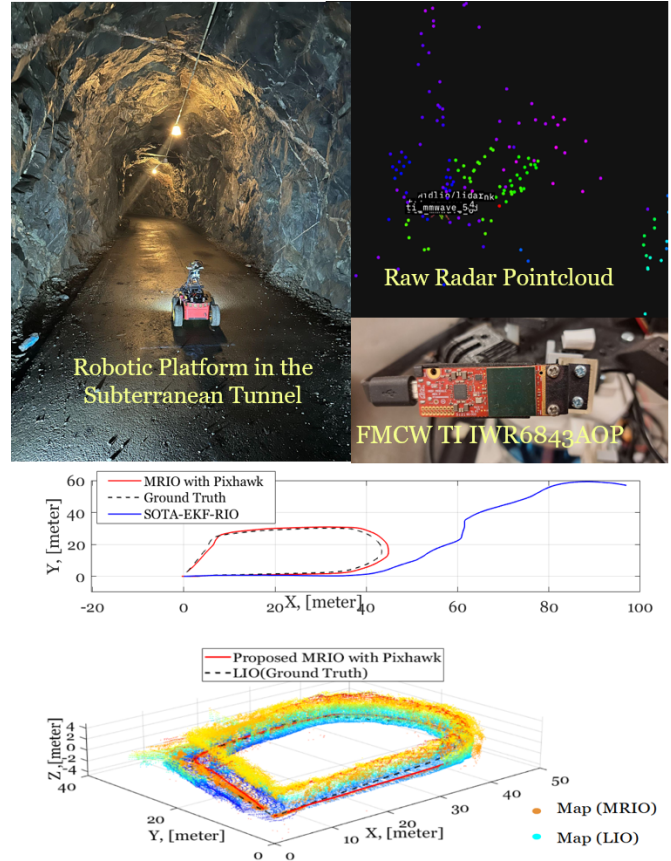 ti_mmwave_
Raw Radar Pointcloud
Robotic Platform in the
Subterranean Tunnel
FMCW TI IWR6843AOP
MRIO with Pixhawk
Ground Truth
SOTA-EKF-RIO
60
40
20
0
Y, [meter]
-20
0
20
40
60
80
100
X, [meter]
Proposed MRIO with Pixhawk
LIO(Ground Truth)
Z,[meter]
4
2
0
-2
-4
40
20
0
Y, [meter]
0
10
20
30
40
50
X, [meter]
Map (MRIO)
Map (LIO)